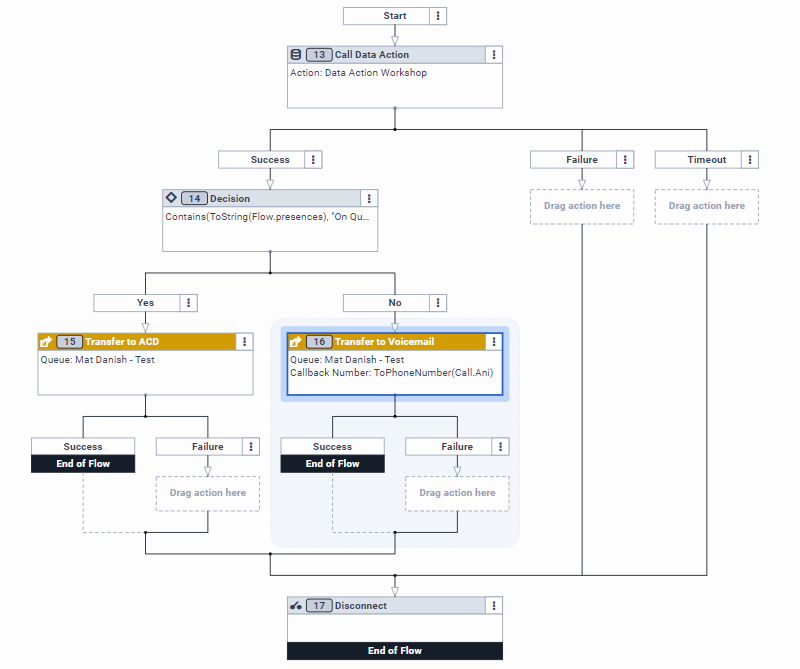 Start
13 Call Data Action
Action: Data Action Workshop
Success
Failure
Timeout
14 Decision
Contains(ToString(Flow.presences), "On Qu...
Drag action here
Drag action here
Yes
No
15 Transfer to ACD
Queue: Mat Danish - Test
16 Transfer to Voicemail
Queue: Mat Danish - Test
Callback Number: ToPhoneNumber(Call.Ani)
Success
End of Flow
Failure
Drag action here
Success
End of Flow
Failure
Drag action here
17 Disconnect
End of Flow